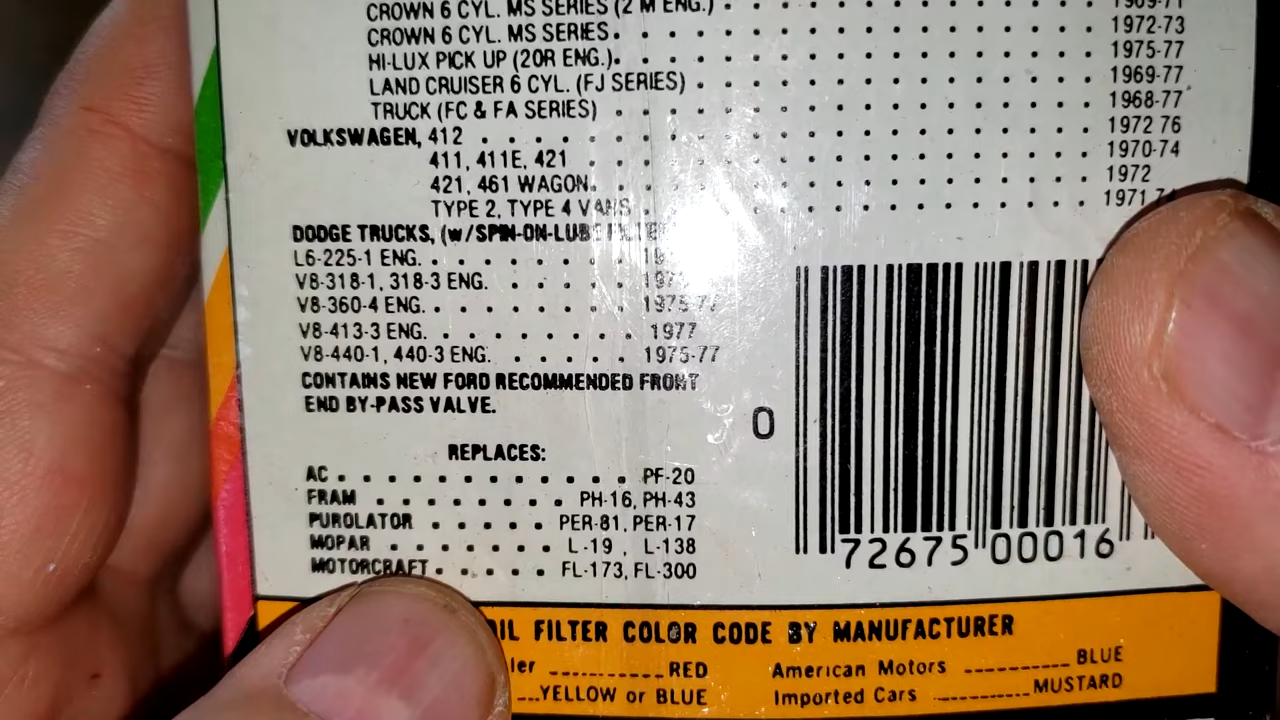 CROWN 6 CYL. MS SERIES (2 M ENG.) . . . . . . . . . . . . . . 1969-71
CROWN 6 CYL. MS SERIES. . . . . . . . . . . . . . . . . . 1972-73
HI-LUX PICK UP (20R ENG.). . . . . . . . . . . . . . . . . . 1975-77
LAND CRUISER 6 CYL. (FJ SERIES) . . . . . . . . . . . . . . . 1969-77
TRUCK (FC & FA SERIES) . . . . . . . . . . . . . . . . . . 1968-77
VOLKSWAGEN, 412 . . . . . . . . . . . . . . . . . . . . . . 1972 76
411, 411E, 421 . . . . . . . . . . . . . . . . . . . 1970-74
421, 461 WAGON. . . . . . . . . . . . . . . . . . . 1972
TYPE 2, TYPE 4 VANS . . . . . . . . . . . . . . . . . 1971
DODGE TRUCKS, (w/SPIN-ON-LUBE FILTER
L6-225-1 ENG. . . . . . . . .
V8-318-1, 318-3 ENG. . . . . .
V8-360-4 ENG. . . . . . . . . 1975-77
V8-413-3 ENG. . . . . . . . . 1977
V8-440-1, 440-3 ENG. . . . . . 1975-77
CONTAINS NEW FORD RECOMMENDED FRONT
END BY-PASS VALVE.
REPLACES:
AC . . . . . . . . . . . . . PF-20
FRAM . . . . . . . . . PH-16, PH-43
PUROLATOR . . . . . PER-81, PER-17
MOPAR . . . . . . . . L-19 , L-138
MOTORCRAFT. . . . . FL-173, FL-300
0 72675 00016
OIL FILTER COLOR CODE BY MANUFACTURER
RED American Motors BLUE
YELLOW or BLUE Imported Cars MUSTARD